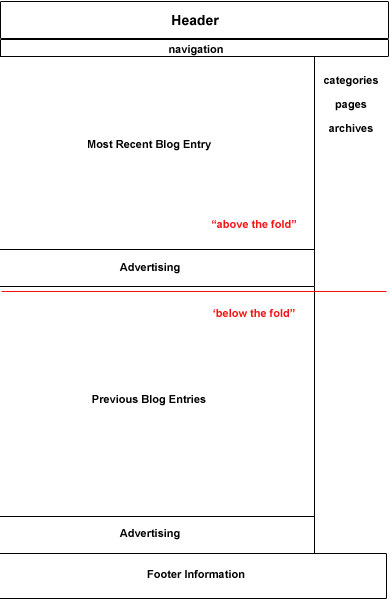 Header
navigation
categories
pages
archives
Most Recent Blog Entry
“above the fold”
Advertising
‘below the fold”
Previous Blog Entries
Advertising
Footer Information